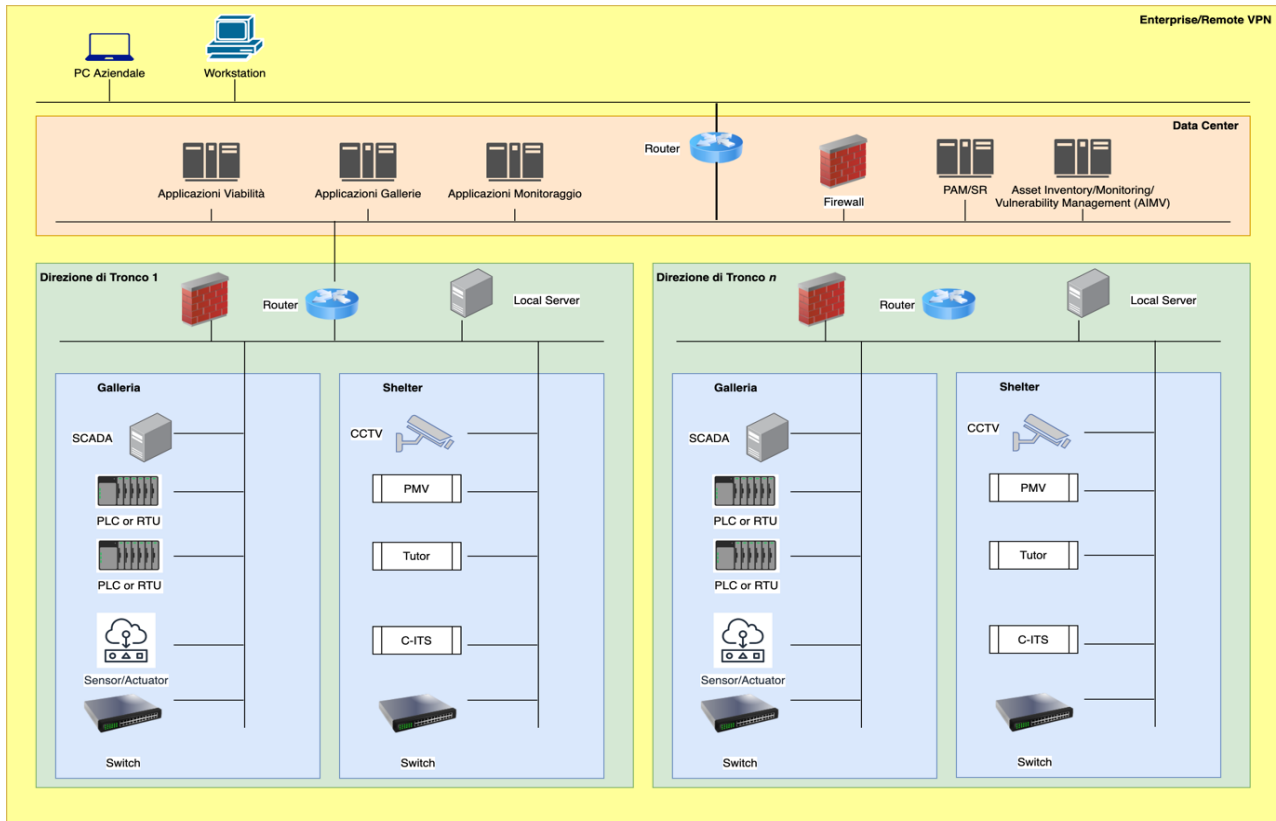 Enterprise/Remote VPN
PC Aziendale
Workstation
Data Center
Router
Applicazioni Viabilità
Applicazioni Gallerie
Applicazioni Monitoraggio
Firewall
PAM/SR
Asset Inventory/Monitoring/
Vulnerability Management (AIMV)
Direzione di Tronco 1
Router
Local Server
Galleria
SCADA
PLC or RTU
PLC or RTU
Sensor/Actuator
Switch
Shelter
CCTV
PMV
Tutor
C-ITS
Switch
Direzione di Tronco n
Router
Local Server
Galleria
SCADA
PLC or RTU
PLC or RTU
Sensor/Actuator
Switch
Shelter
CCTV
PMV
Tutor
C-ITS
Switch